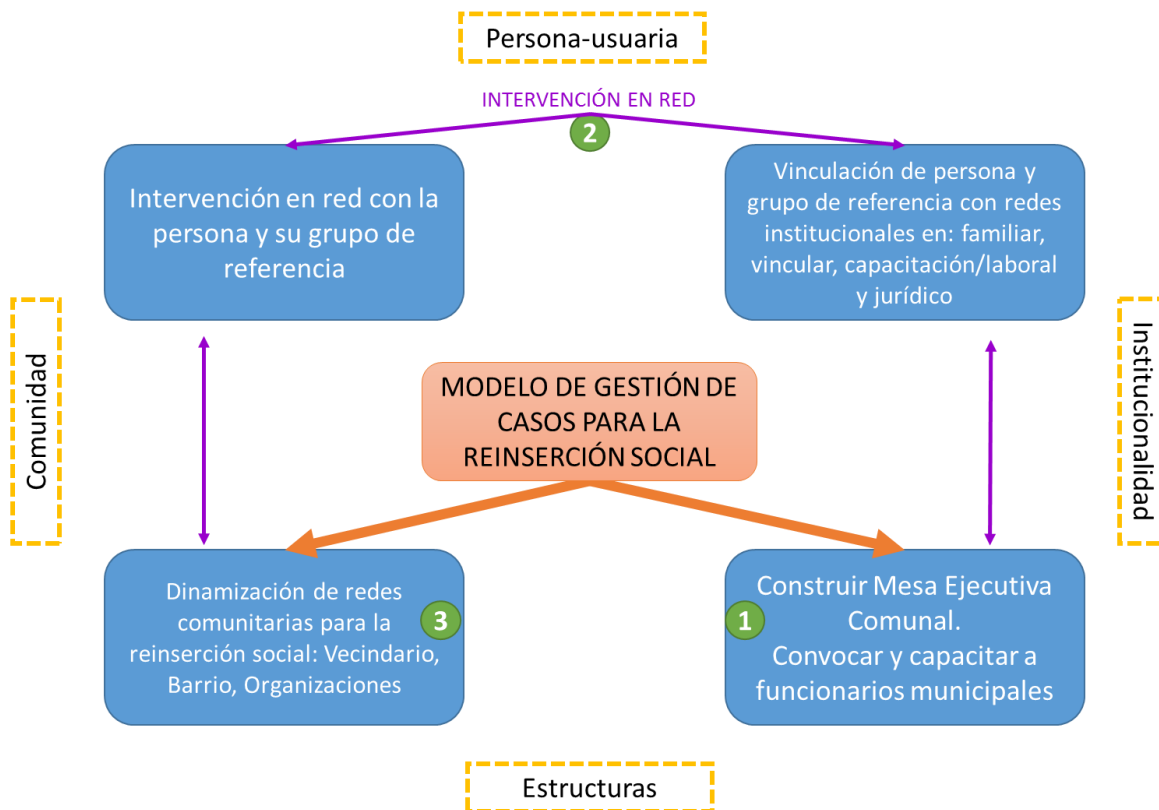 Persona-usuaria
INTERVENCIÓN EN RED
2
Intervención en red con la
persona y su grupo de
referencia
Vinculación de persona y
grupo de referencia con redes
institucionales en: familiar,
vincular, capacitación/laboral
y jurídico
Comunidad
Institucionalidad
MODELO DE GESTIÓN DE
CASOS PARA LA
REINSERCIÓN SOCIAL
Dinamización de redes
comunitarias para la
reinserción social: Vecindario,
Barrio, Organizaciones
3
1
Construir Mesa Ejecutiva
Comunal.
Convocar y capacitar a
funcionarios municipales
Estructuras